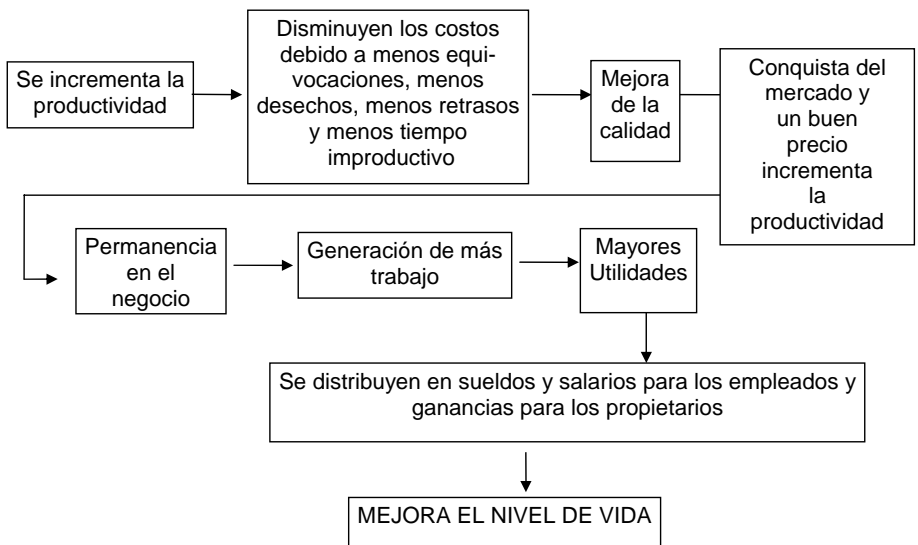 Se incrementa la
productividad
Disminuyen los costos
debido a menos equi-
vocaciones, menos
desechos, menos retrasos
y menos tiempo
improductivo
Mejora
de la
calidad
Conquista del
mercado y
un buen
precio
incrementa
la
productividad
Permanencia
en el
negocio
Generación de más
trabajo
Mayores
Utilidades
Se distribuyen en sueldos y salarios para los empleados y
ganancias para los propietarios
MEJORA EL NIVEL DE VIDA